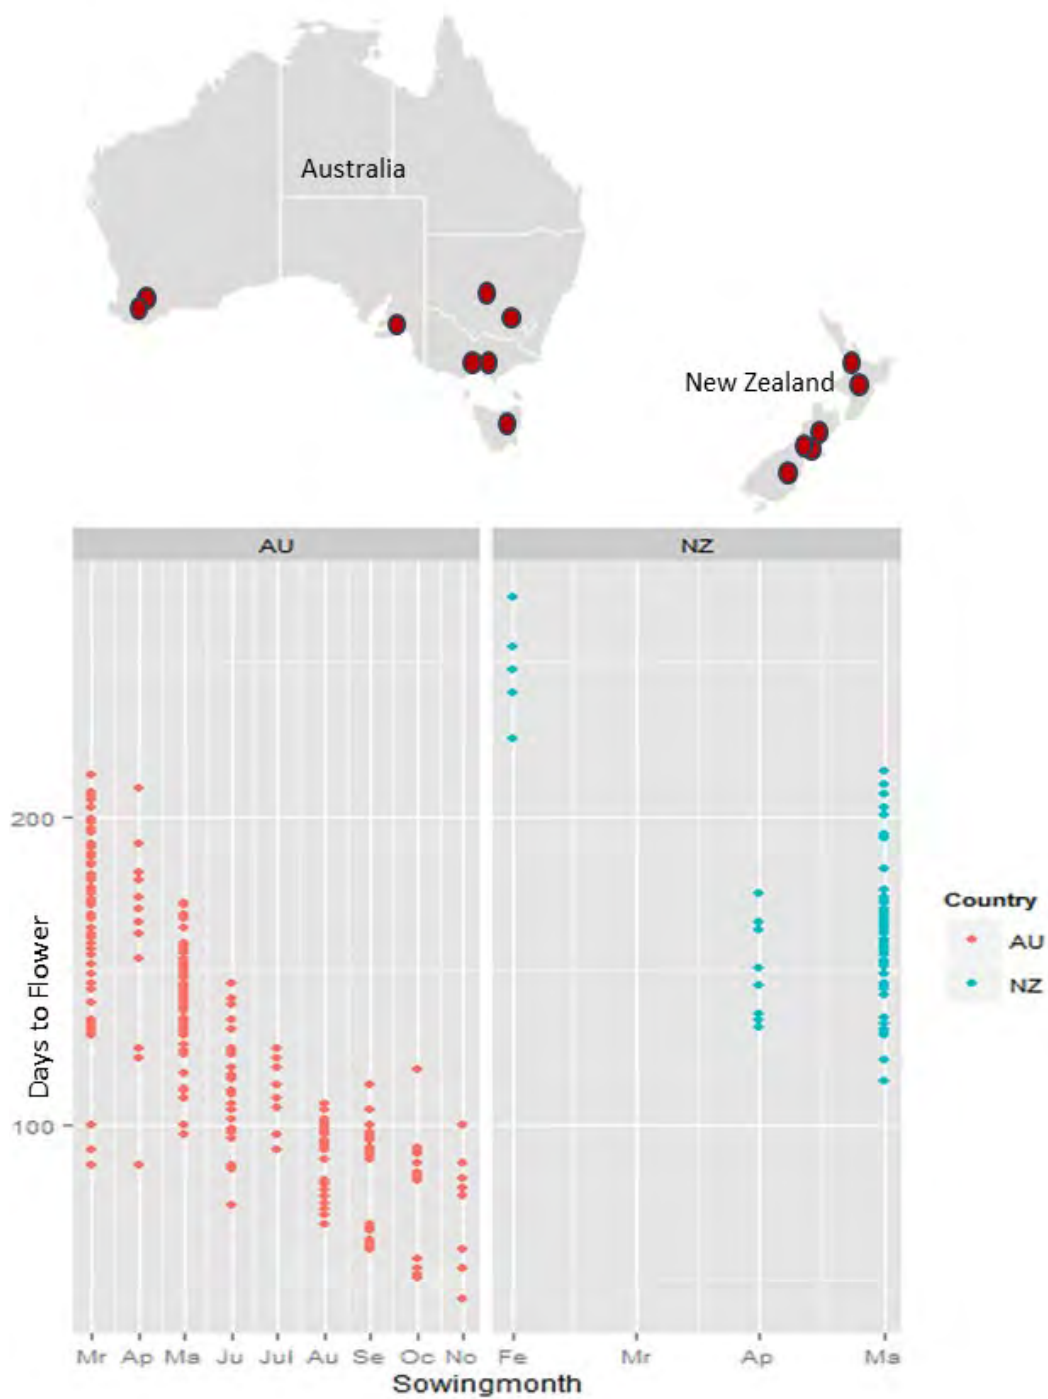 Australia
New Zealand
AU NZ
200
100
Days to Flower
Country
AU
NZ
Mr Ap Ma Ju Jul Au Se Oc No Fe Mr Ap Ma
Sowingmonth